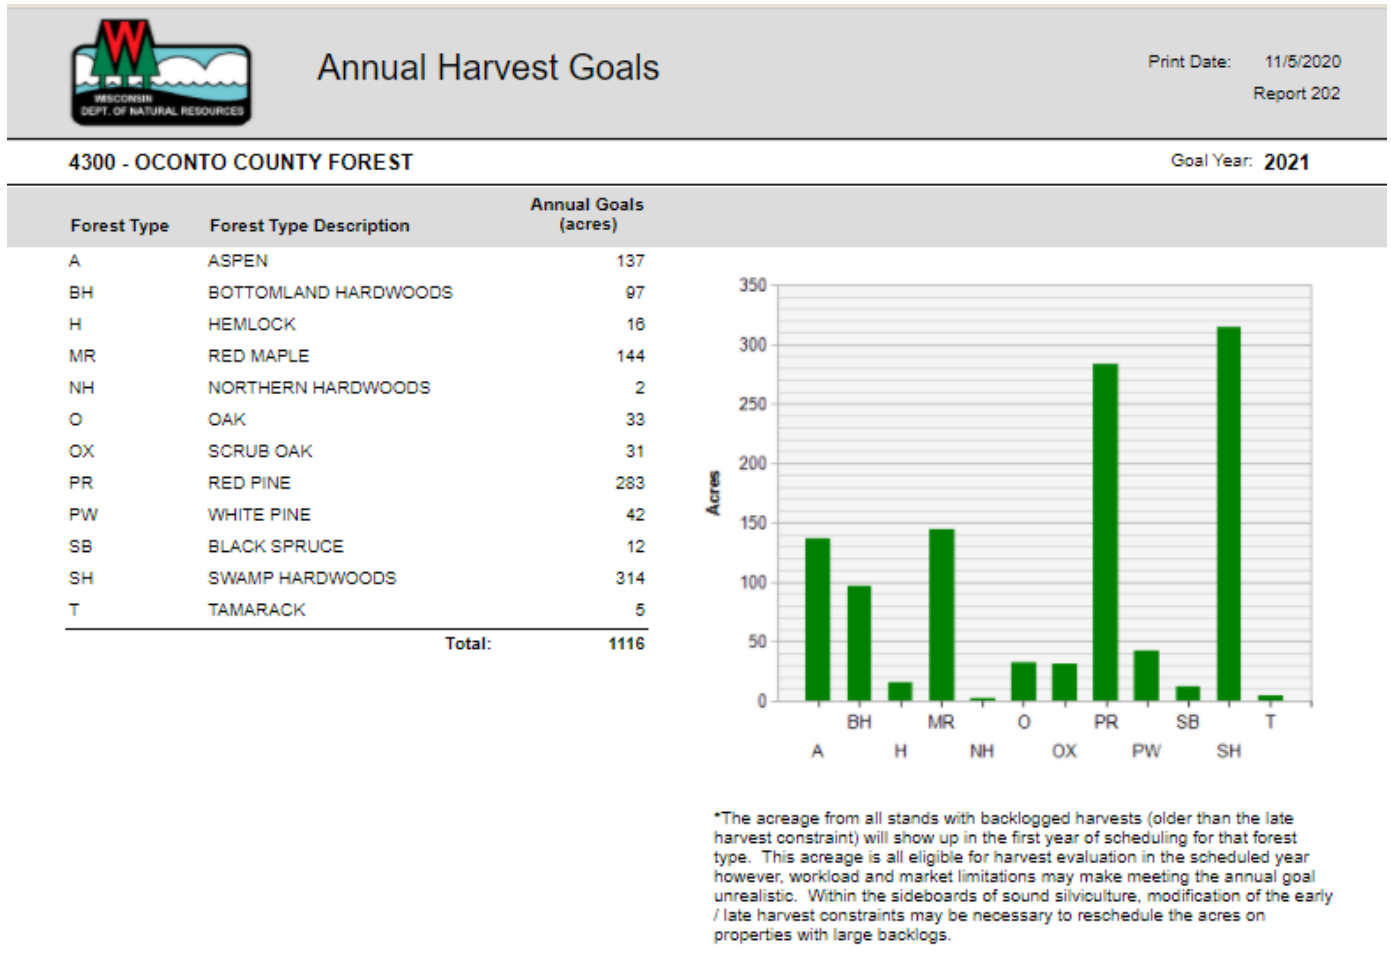 WISCONSIN
DEPT. OF NATURAL RESOURCES
Annual Harvest Goals
Print Date: 11/5/2020
Report 202
4300 - OCONTO COUNTY FOREST
Goal Year: 2021
Forest Type Forest Type Description Annual Goals (acres)
A ASPEN 137
BH BOTTOMLAND HARDWOODS 97
H HEMLOCK 16
MR RED MAPLE 144
NH NORTHERN HARDWOODS 2
O OAK 33
OX SCRUB OAK 31
PR RED PINE 283
PW WHITE PINE 42
SB BLACK SPRUCE 12
SH SWAMP HARDWOODS 314
T TAMARACK 5
Total: 1116
Acres
350
300
250
200
150
100
50
0
BH MR O PR SB T
A H NH OX PW SH
*The acreage from all stands with backlogged harvests (older than the late
harvest constraint) will show up in the first year of scheduling for that forest
type. This acreage is all eligible for harvest evaluation in the scheduled year
however, workload and market limitations may make meeting the annual goal
unrealistic. Within the sideboards of sound silviculture, modification of the early
/ late harvest constraints may be necessary to reschedule the acres on
properties with large backlogs.